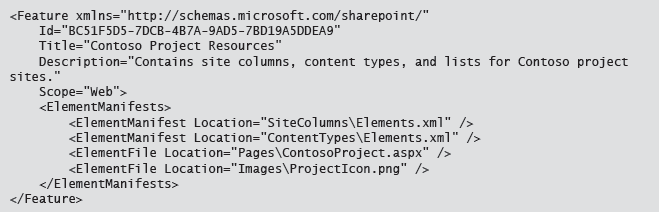 <Feature xmlns="http://schemas.microsoft.com/sharepoint/"
    Id="BC51F5D5-7DCB-4B7A-9AD5-7BD19A5DDEA9"
    Title="Contoso Project Resources"
    Description="Contains site columns, content types, and lists for Contoso project
sites."
    Scope="Web">
    <ElementManifests>
        <ElementManifest Location="SiteColumns\Elements.xml" />
        <ElementManifest Location="ContentTypes\Elements.xml" />
        <ElementFile Location="Pages\ContosoProject.aspx" />
        <ElementFile Location="Images\ProjectIcon.png" />
    </ElementManifests>
</Feature>